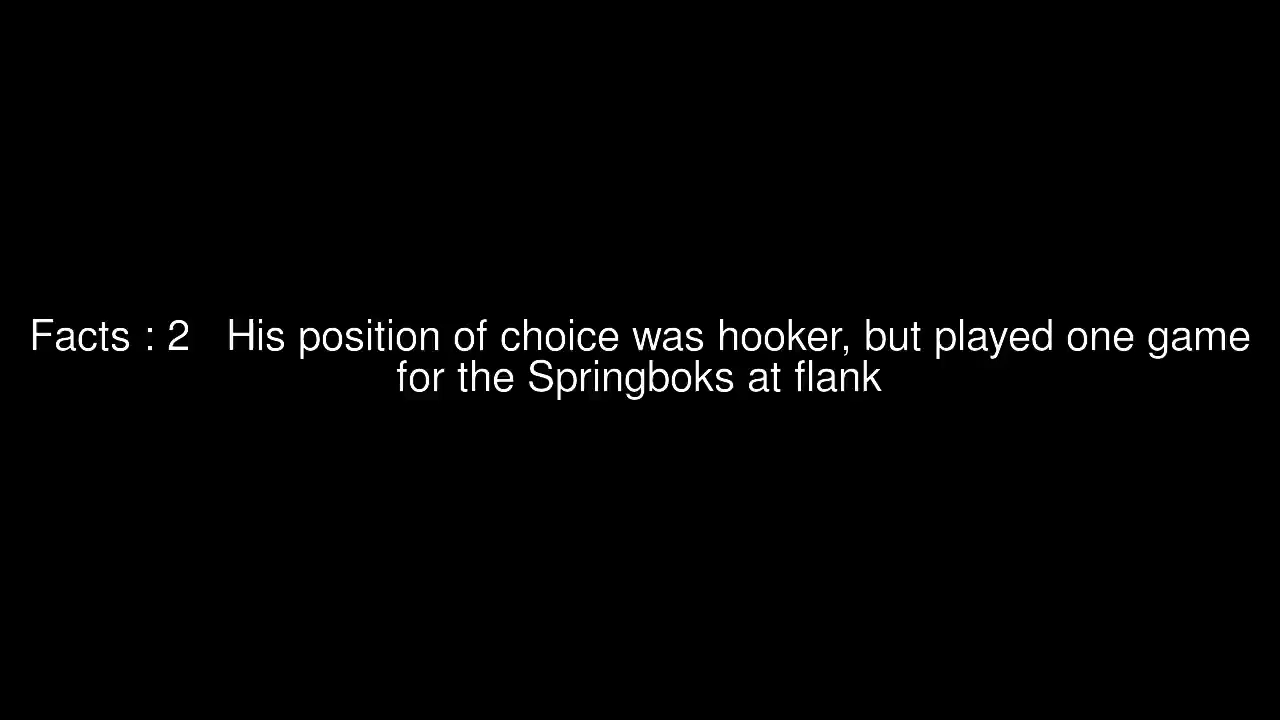 Facts : 2   His position of choice was hooker, but played one game
for the Springboks at flank